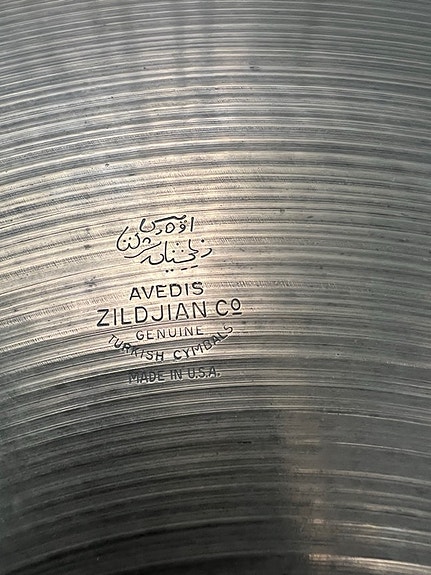 AVEDIS
ZILDJIAN CO
GENUINE
TURKISH CYMBALS
MADE IN U.S.A.